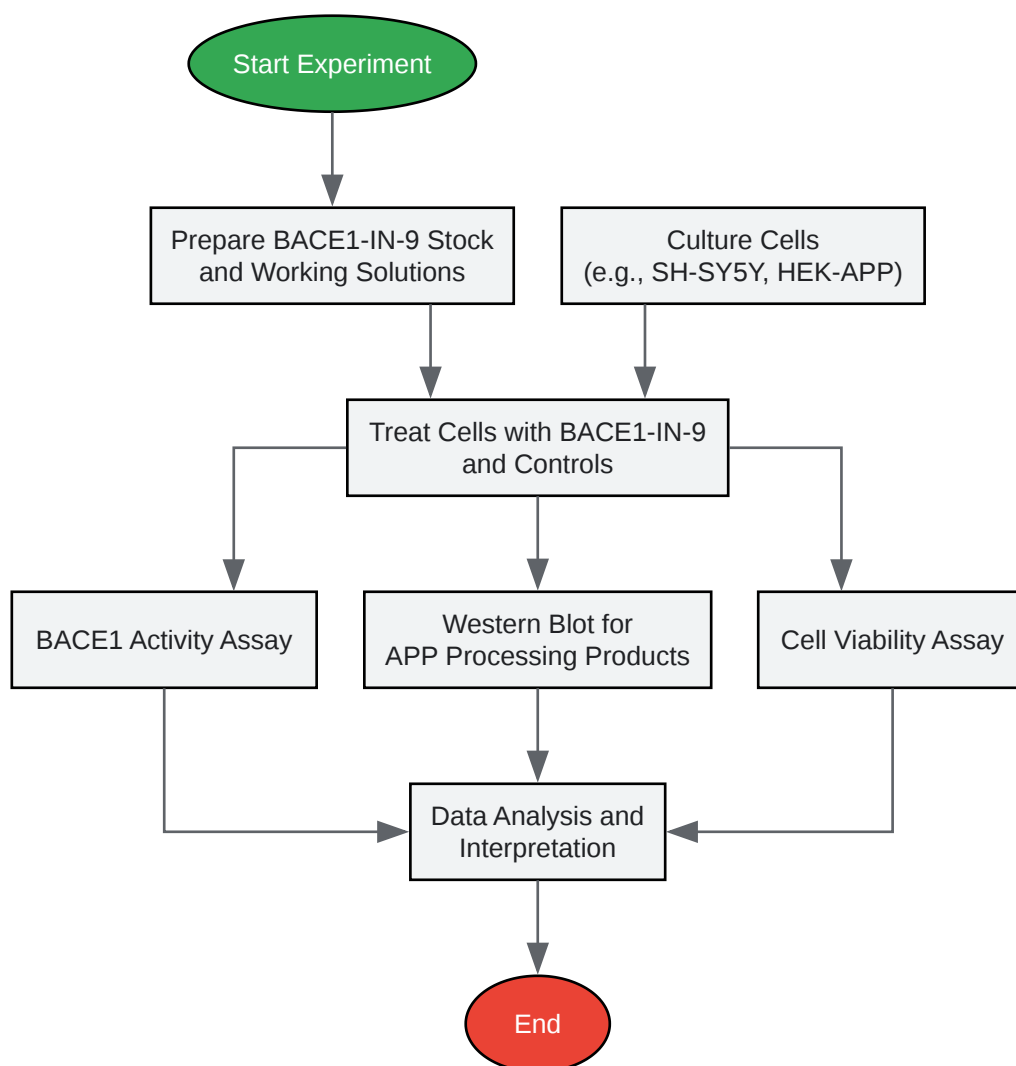 Start Experiment
Prepare BACE1-IN-9 Stock
and Working Solutions
Culture Cells
(e.g., SH-SY5Y, HEK-APP)
Treat Cells with BACE1-IN-9
and Controls
BACE1 Activity Assay
Western Blot for
APP Processing Products
Cell Viability Assay
Data Analysis and
Interpretation
End